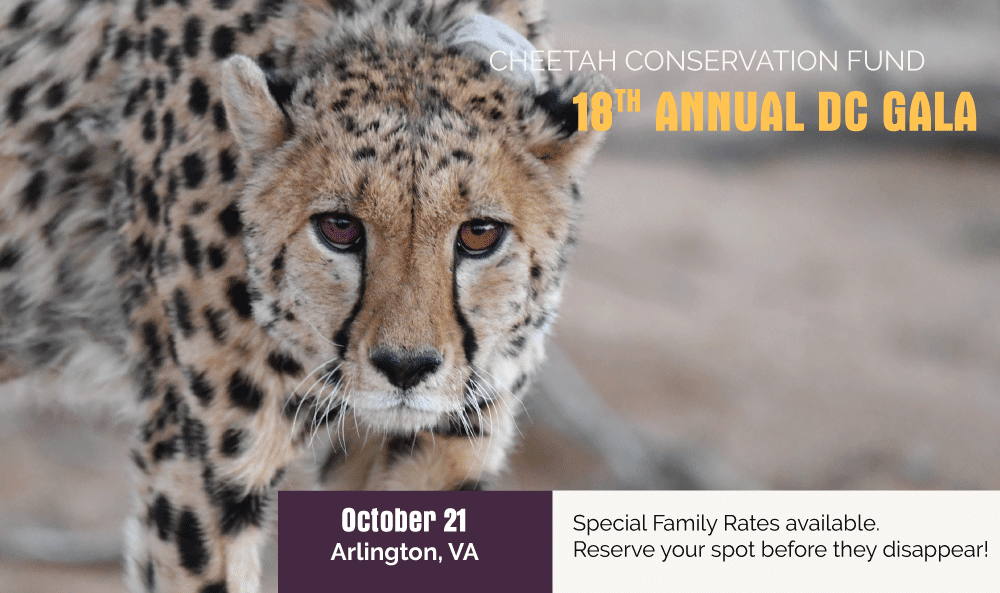 CHEETAH CONSERVATION FUND
18TH ANNUAL DC GALA
October 21
Arlington, VA
Special Family Rates available.
Reserve your spot before they disappear!